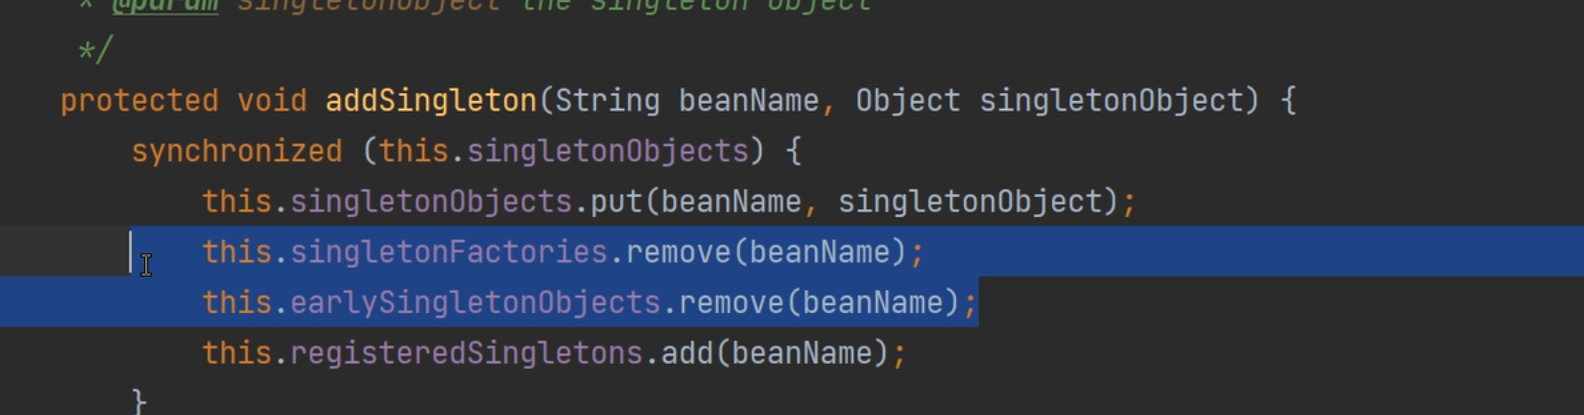 * @param singletonObject the singleton object
*/
protected void addSingleton(String beanName, Object singletonObject) {
synchronized (this.singletonObjects) {
this.singletonObjects.put(beanName, singletonObject);
this.singletonFactories.remove(beanName);
this.earlySingletonObjects.remove(beanName);
this.registeredSingletons.add(beanName);
}